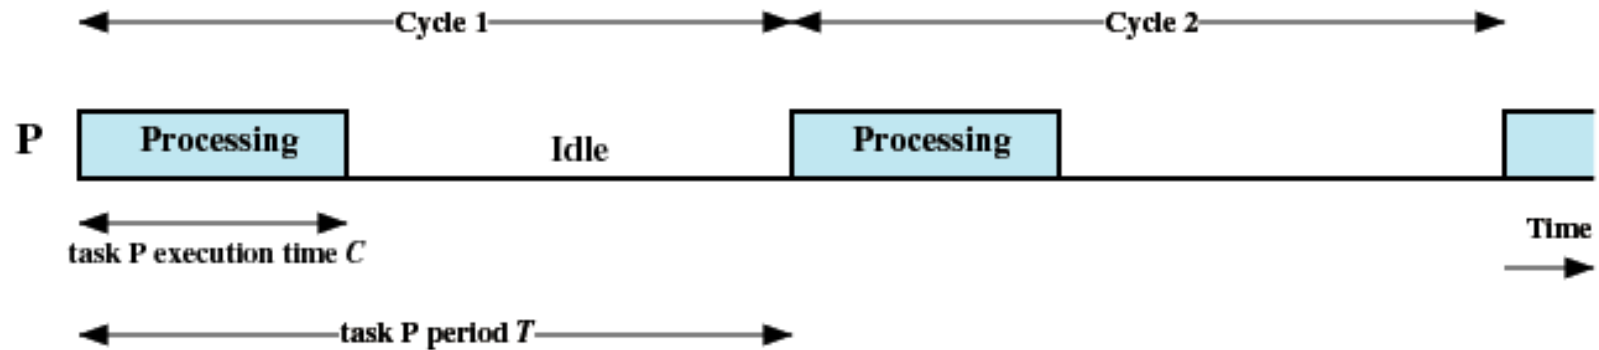 Cycle 1
Cycle 2
P
Processing
Idle
Processing
task P execution time C
Time
task P period T